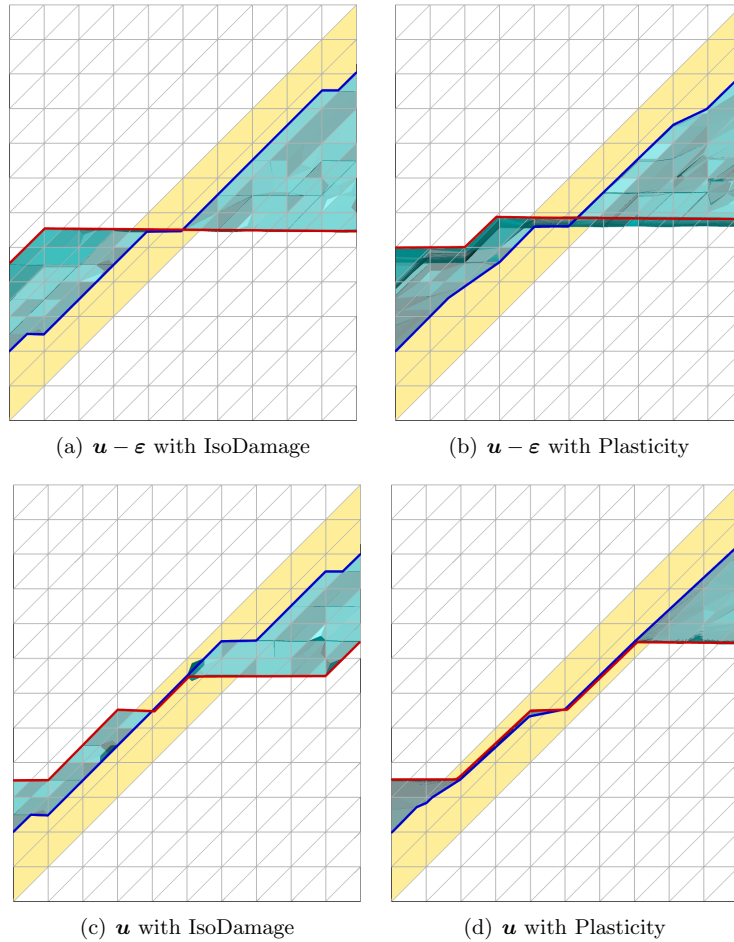 (a) u − ε with IsoDamage
(b) u − ε with Plasticity
(c) u with IsoDamage
(d) u with Plasticity